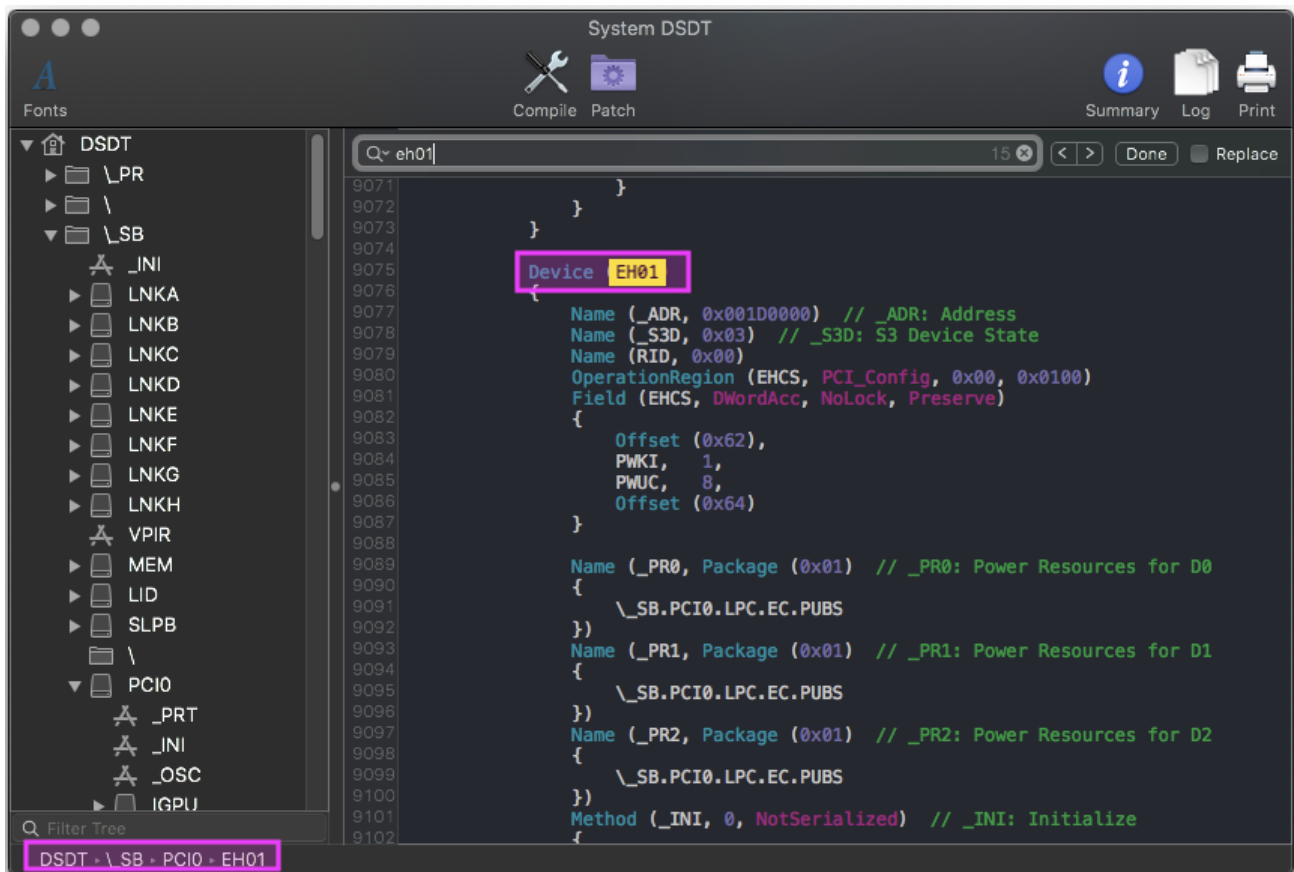 System DSDT
Fonts
Compile Patch
Summary Log Print
DSDT
\_PR
\
\_SB
_INI
LNKA
LNKB
LNKC
LNKD
LNKE
LNKF
LNKG
LNKH
VPIR
MEM
LID
SLPB
\
PCI0
_PRT
_INI
_OSC
IGPU
Filter Tree
DSDT ▸ \_SB ▸ PCI0 ▸ EH01
eh01 15 < > Done Replace
9071 }
9072 }
9073 }
9074
9075 Device (EH01
9076 {
9077 Name (_ADR, 0x001D0000) // _ADR: Address
9078 Name (_S3D, 0x03) // _S3D: S3 Device State
9079 Name (RID, 0x00)
9080 OperationRegion (EHCS, PCI_Config, 0x00, 0x0100)
9081 Field (EHCS, DWordAcc, NoLock, Preserve)
9082 {
9083 Offset (0x62),
9084 PWKI, 1,
9085 PWUC, 8,
9086 Offset (0x64)
9087 }
9088
9089 Name (_PR0, Package (0x01) // _PR0: Power Resources for D0
9090 {
9091 \_SB.PCI0.LPC.EC.PUBS
9092 })
9093 Name (_PR1, Package (0x01) // _PR1: Power Resources for D1
9094 {
9095 \_SB.PCI0.LPC.EC.PUBS
9096 })
9097 Name (_PR2, Package (0x01) // _PR2: Power Resources for D2
9098 {
9099 \_SB.PCI0.LPC.EC.PUBS
9100 })
9101 Method (_INI, 0, NotSerialized) // _INI: Initialize
9102 {